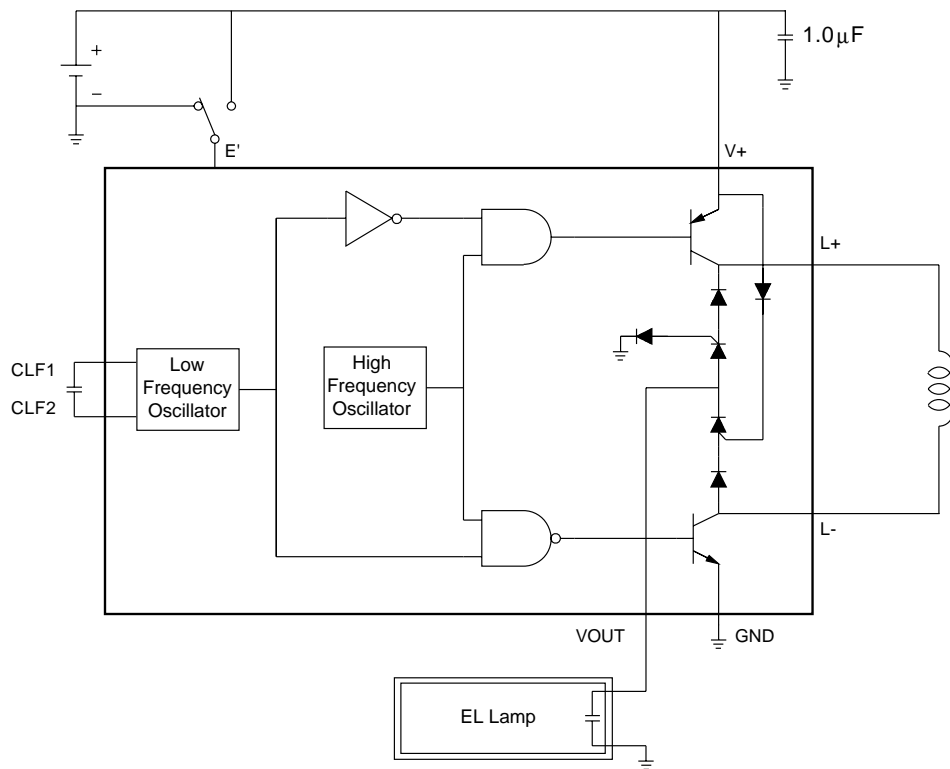 1.0µF
+
−
E'
V+
L+
CLF1
CLF2
Low
Frequency
Oscillator
High
Frequency
Oscillator
L-
VOUT
GND
EL Lamp